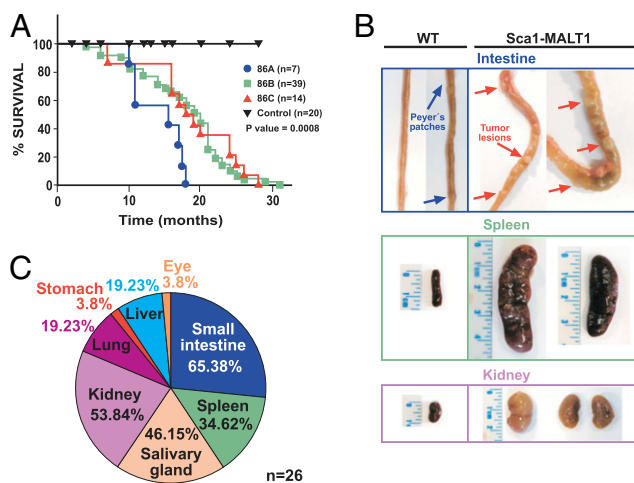 A
100
80
60
40
20
0
% SURVIVAL
0
10
20
30
Time (months)
86A (n=7)
86B (n=39)
86C (n=14)
Control (n=20)
P value = 0.0008
B
WT
Sca1-MALT1
Intestine
Peyer´s
patches
Tumor
lesions
Spleen
Kidney
C
Eye
3.8%
Stomach
3.8%
19.23%
Liver
19.23%
Lung
Small
intestine
65.38%
Kidney
53.84%
Spleen
34.62%
46.15%
Salivary
gland
n=26